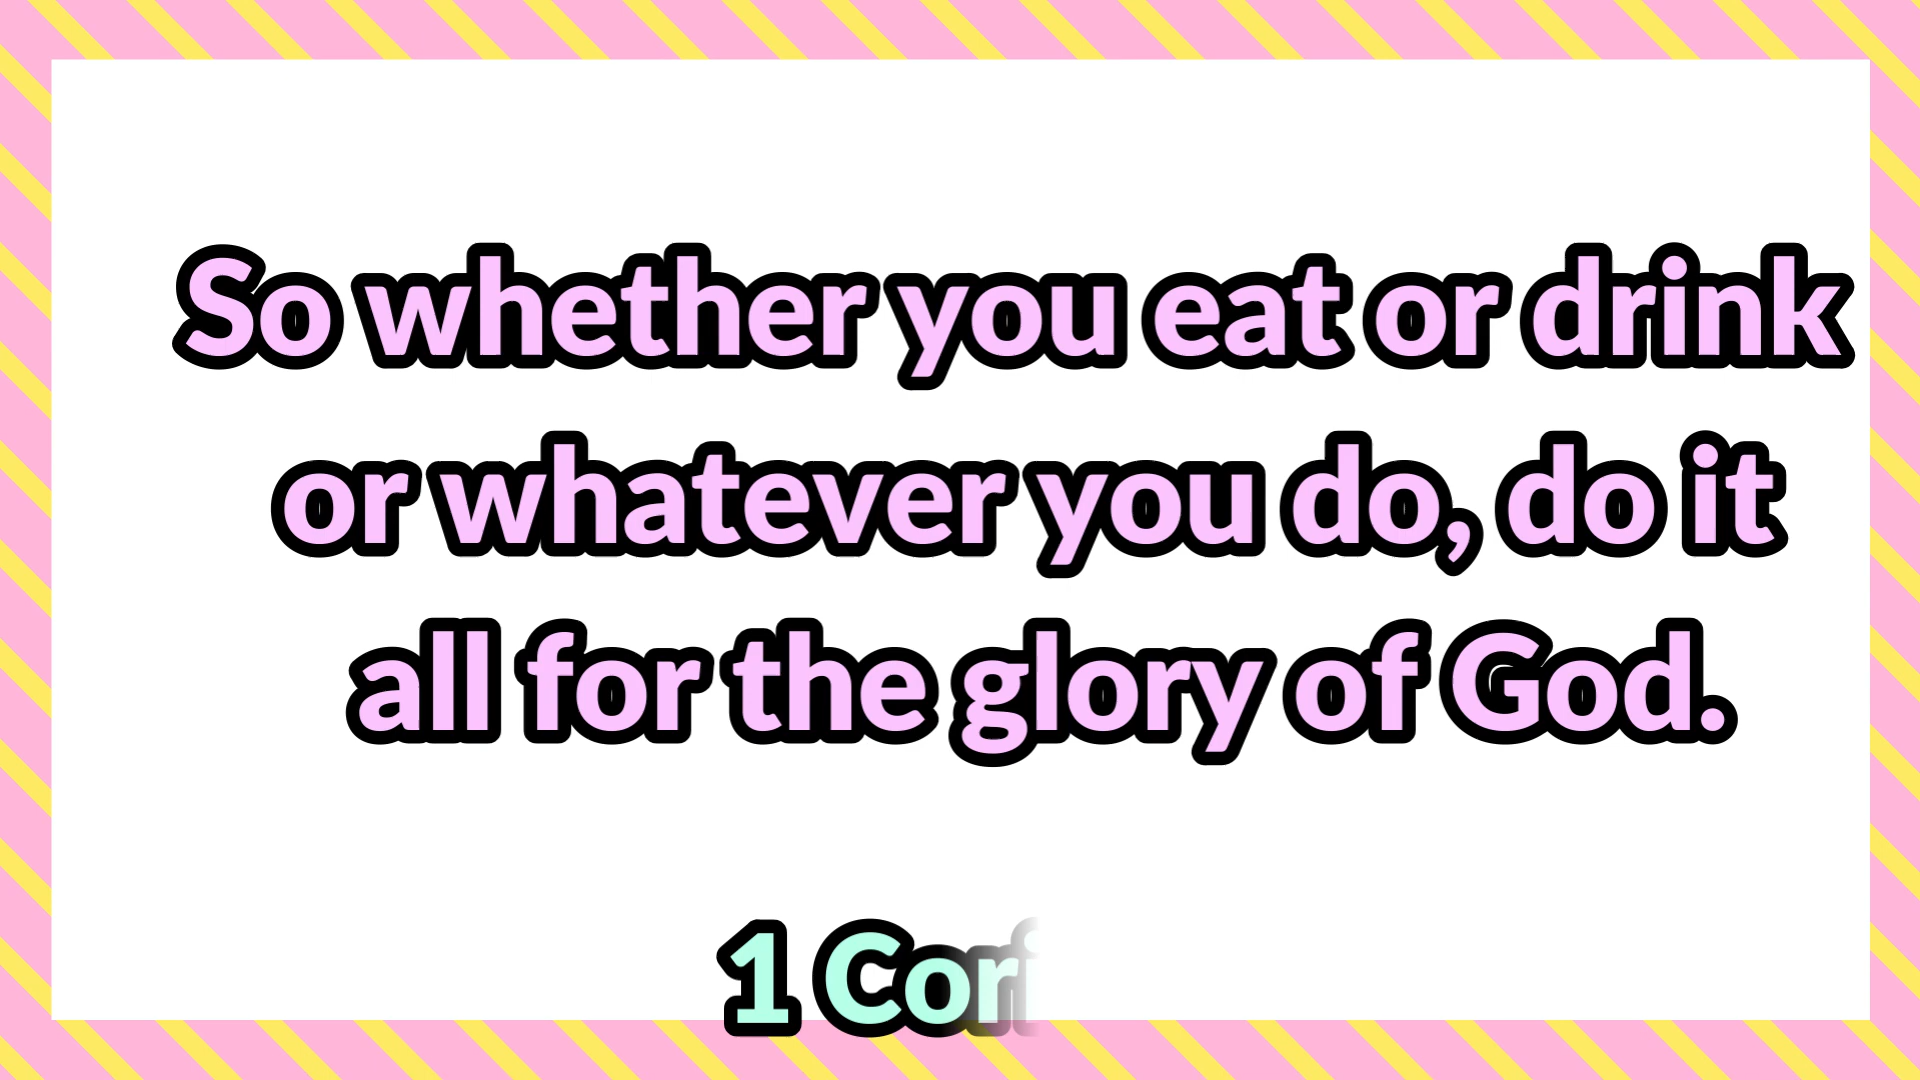 So whether you eat or drink
or whatever you do, do it
all for the glory of God.
1 Cori